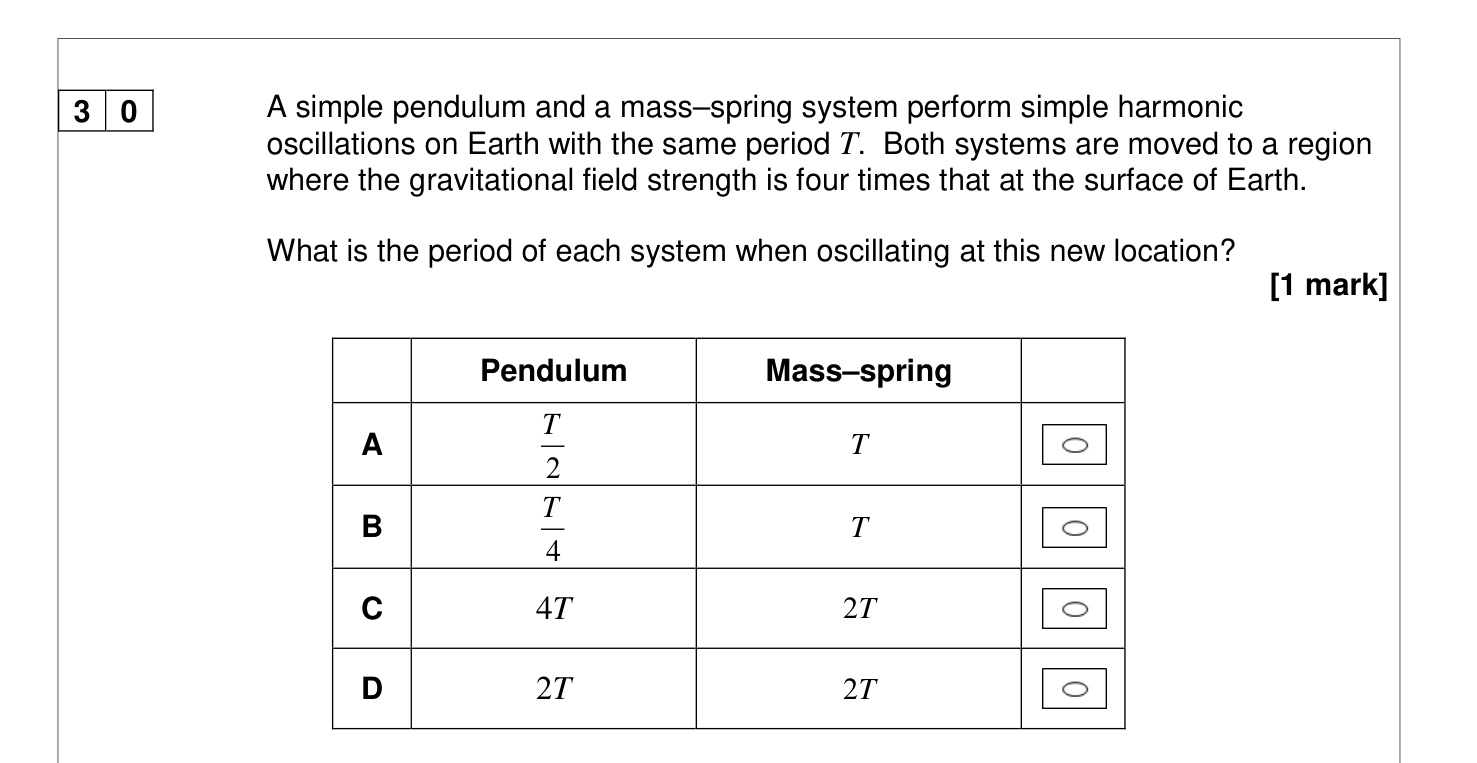 3 0
A simple pendulum and a mass–spring system perform simple harmonic
oscillations on Earth with the same period T. Both systems are moved to a region
where the gravitational field strength is four times that at the surface of Earth.
What is the period of each system when oscillating at this new location?
[1 mark]
Pendulum Mass–spring
A T/2 T
B T/4 T
C 4T 2T
D 2T 2T